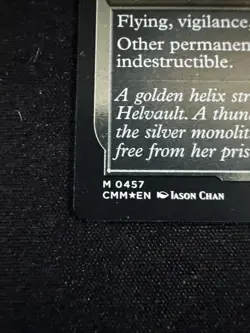 Flying, vigilance,
Other permanen
indestructible.
A golden helix str
Helvault. A thun
the silver monolit
free from her pris
M 0457
CMM★EN Jason Chan